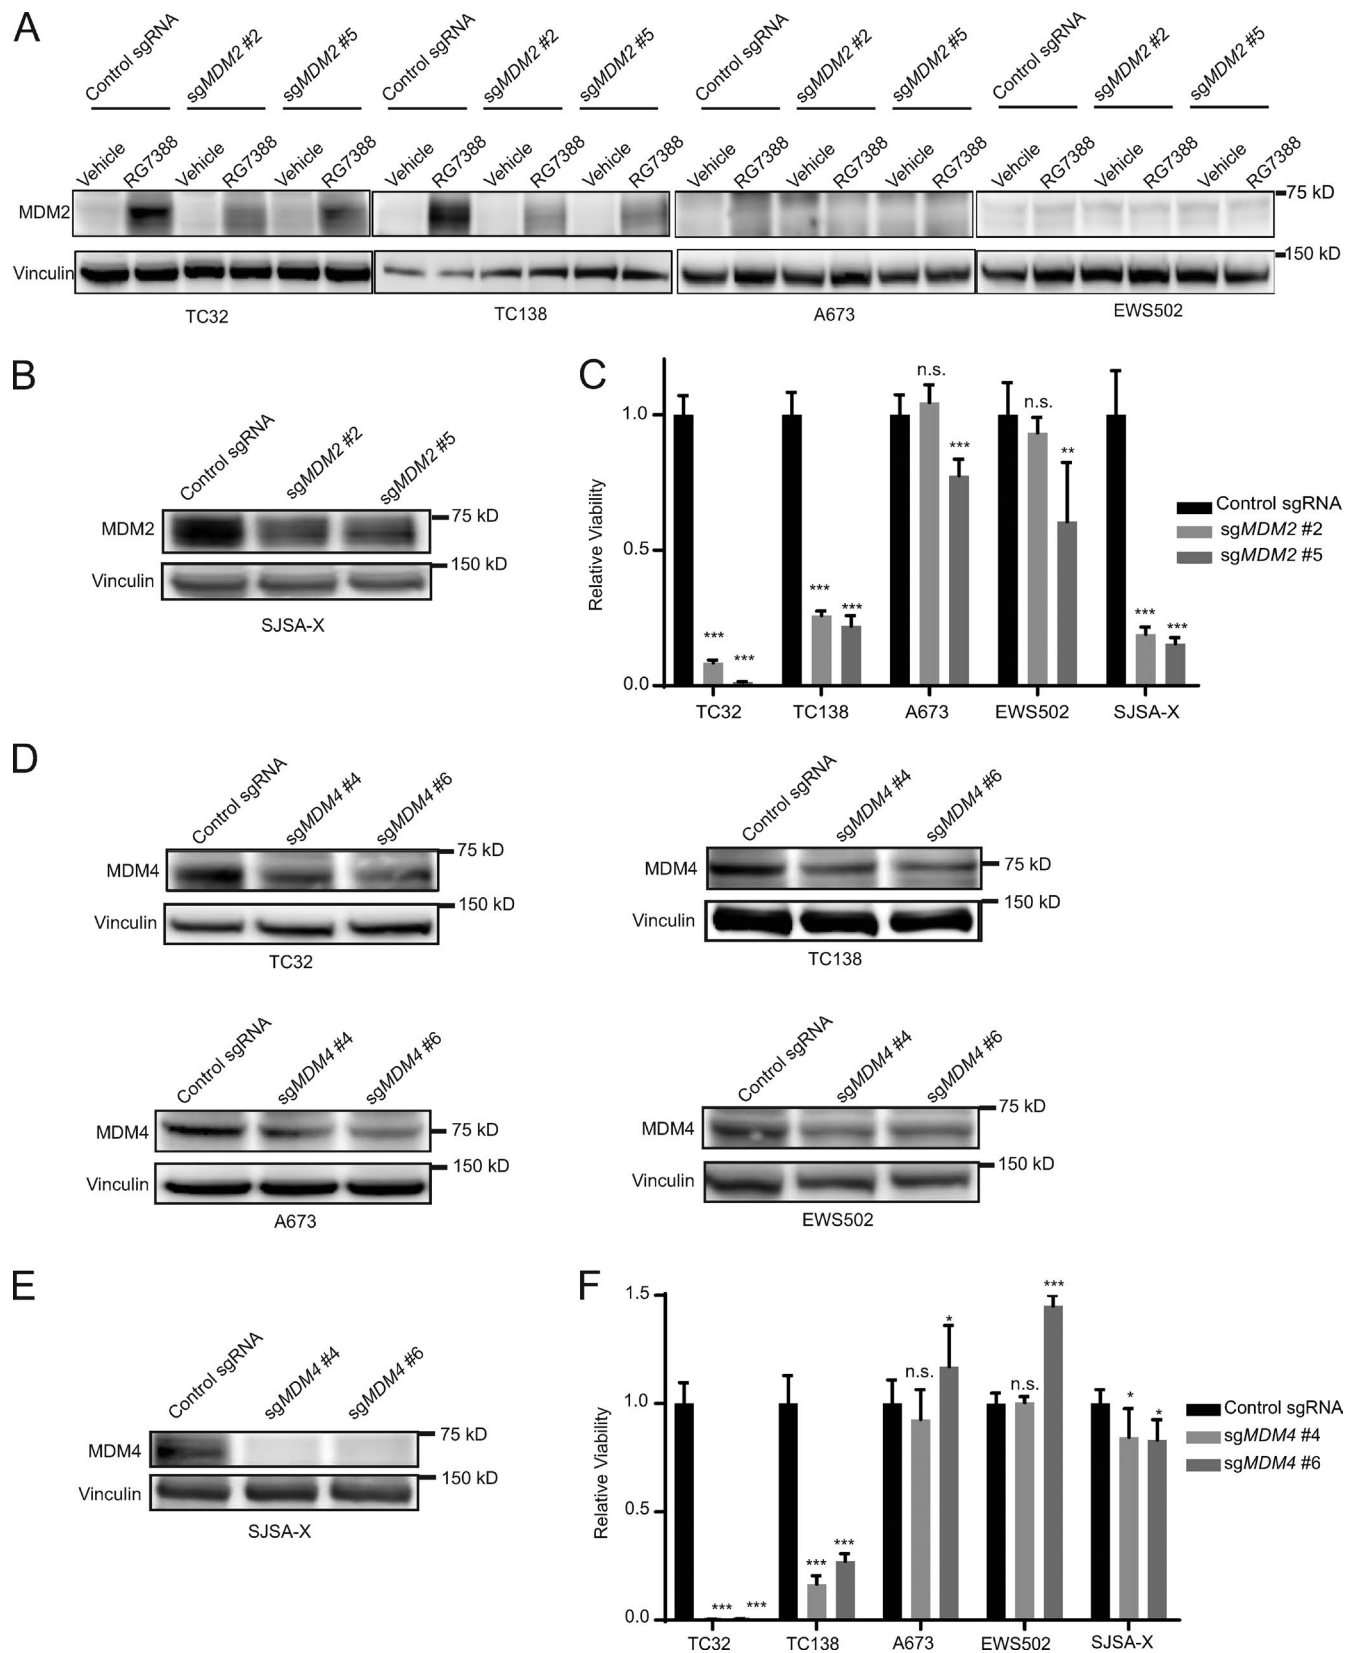 A
Control sgRNA
sgMDM2 #2
sgMDM2 #5
Control sgRNA
sgMDM2 #2
sgMDM2 #5
Control sgRNA
sgMDM2 #2
sgMDM2 #5
Control sgRNA
sgMDM2 #2
sgMDM2 #5
Vehicle
RG7388
Vehicle
RG7388
Vehicle
RG7388
Vehicle
RG7388
Vehicle
RG7388
Vehicle
RG7388
Vehicle
RG7388
Vehicle
RG7388
Vehicle
RG7388
Vehcile
RG7388
Vehicle
RG7388
Vehicle
RG7388
MDM2
75 kD
Vinculin
150 kD
TC32
TC138
A673
EWS502
B
Control sgRNA
sgMDM2 #2
sgMDM2 #5
MDM2
75 kD
Vinculin
150 kD
SJSA-X
C
Relative Viability
1.0
0.5
0.0
***
***
***
***
n.s.
***
n.s.
**
***
***
TC32
TC138
A673
EWS502
SJSA-X
Control sgRNA
sgMDM2 #2
sgMDM2 #5
D
Control sgRNA
sgMDM4 #4
sgMDM4 #6
MDM4
75 kD
Vinculin
150 kD
TC32
Control sgRNA
sgMDM4 #4
sgMDM4 #6
MDM4
75 kD
Vinculin
150 kD
TC138
Control sgRNA
sgMDM4 #4
sgMDM4 #6
MDM4
75 kD
Vinculin
150 kD
A673
Control sgRNA
sgMDM4 #4
sgMDM4 #6
MDM4
75 kD
Vinculin
150 kD
EWS502
E
Control sgRNA
sgMDM4 #4
sgMDM4 #6
MDM4
75 kD
Vinculin
150 kD
SJSA-X
F
Relative Viability
1.5
1.0
0.5
0.0
***
***
***
***
n.s.
*
n.s.
***
*
*
TC32
TC138
A673
EWS502
SJSA-X
Control sgRNA
sgMDM4 #4
sgMDM4 #6